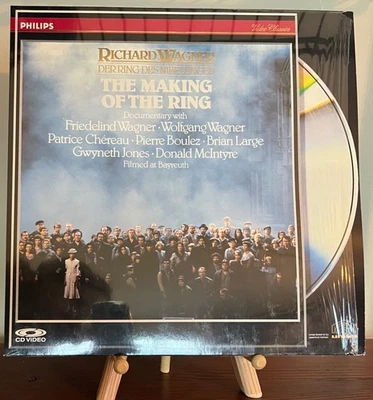 PHILIPS
Video Classics
RICHARD WAGNER
DER RING DES NIBELUNGEN
THE MAKING
OF THE RING
Documentary with
Friedelind Wagner · Wolfgang Wagner
Patrice Chéreau · Pierre Boulez · Brian Large
Gwyneth Jones · Donald McIntyre
Filmed at Bayreuth
CD VIDEO